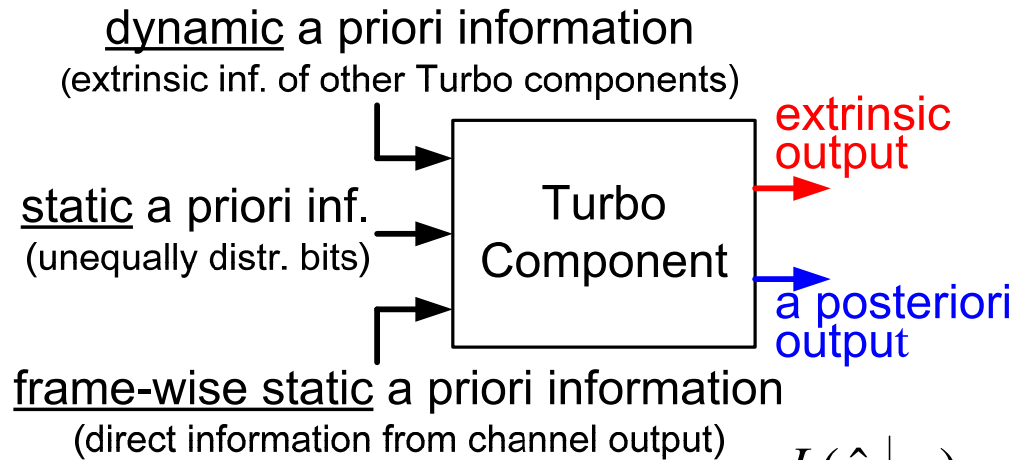 dynamic a priori information
(extrinsic inf. of other Turbo components)
extrinsic
output
static a priori inf.
(unequally distr. bits)
Turbo
Component
a posteriori
output
frame-wise static a priori information
(direct information from channel output)